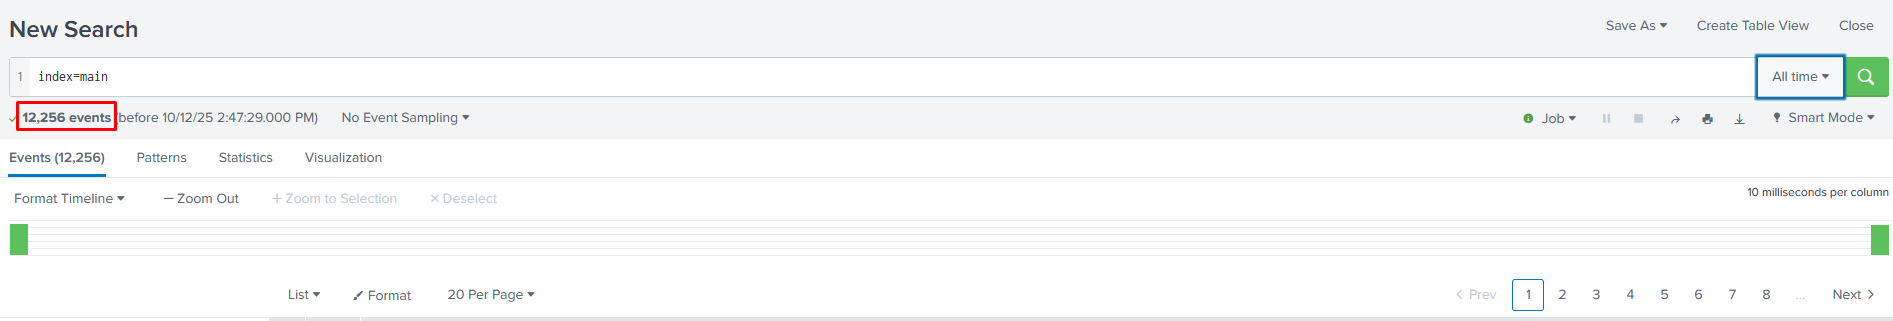 New Search
Save As Create Table View Close
1 index=main
All time
12,256 events (before 10/12/25 2:47:29.000 PM) No Event Sampling
Job Smart Mode
Events (12,256) Patterns Statistics Visualization
Format Timeline − Zoom Out + Zoom to Selection × Deselect
10 milliseconds per column
List Format 20 Per Page
< Prev 1 2 3 4 5 6 7 8 ... Next >